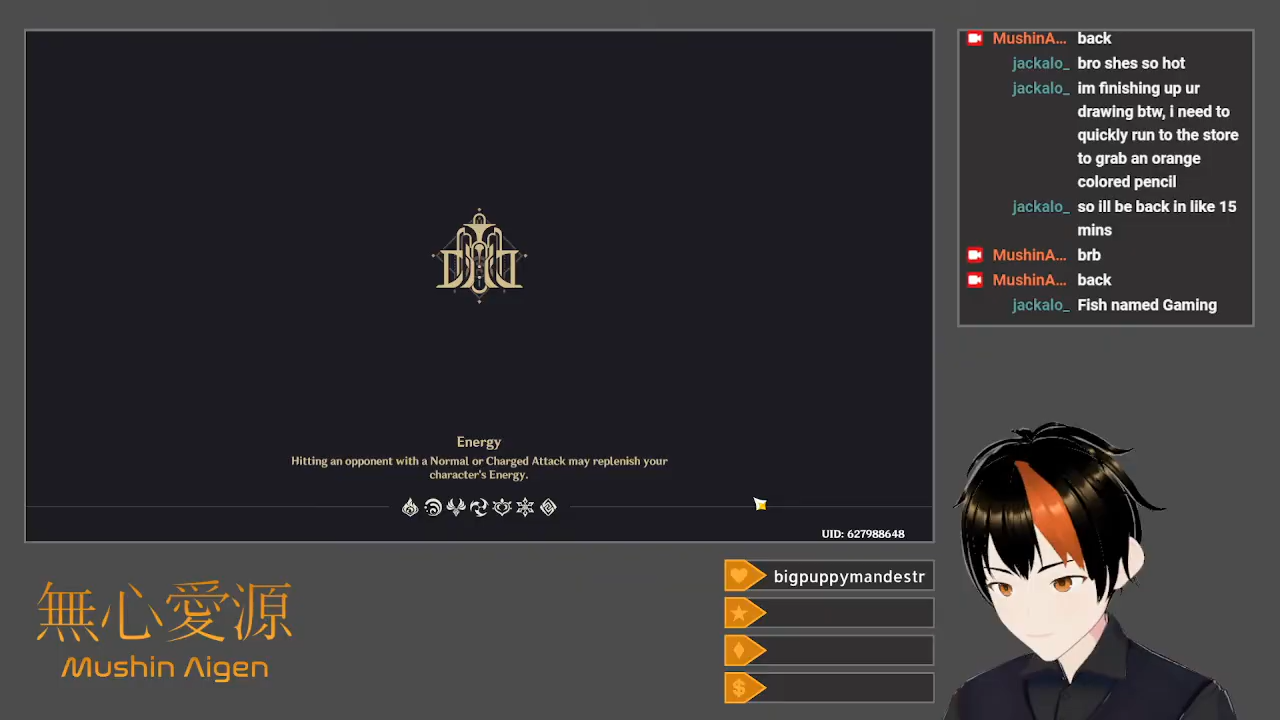 MushinA... back
jackalo_ bro shes so hot
jackalo_ im finishing up ur
drawing btw, i need to
quickly run to the store
to grab an orange
colored pencil
jackalo_ so ill be back in like 15
mins
MushinA... brb
MushinA... back
jackalo_ Fish named Gaming
Energy
Hitting an opponent with a Normal or Charged Attack may replenish your
character's Energy.
UID: 627988648
bigpuppymandestr
無心愛源
Mushin Aigen